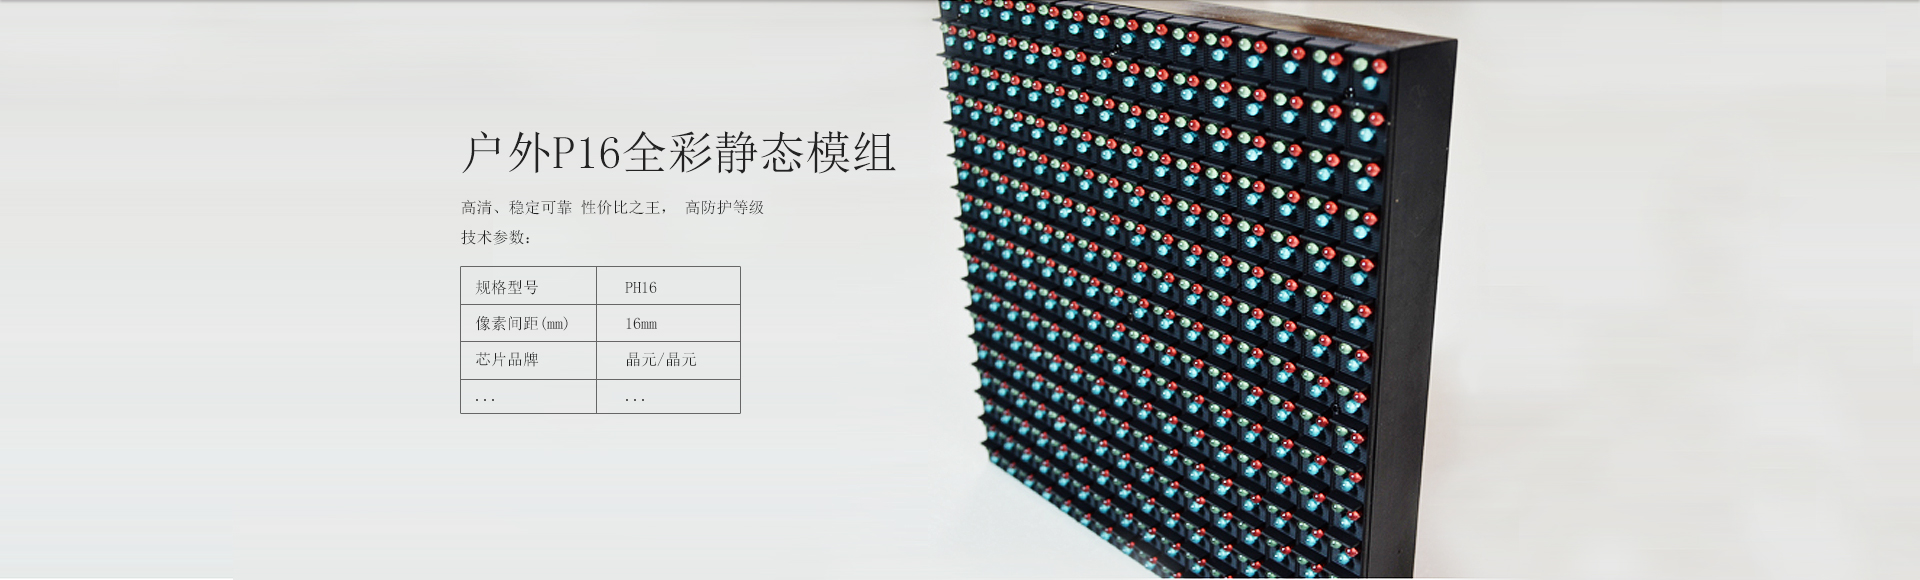 户外P16全彩静态模组
高清、稳定可靠 性价比之王， 高防护等级
技术参数：
规格型号 PH16
像素间距(mm) 16mm
芯片品牌 晶元/晶元
... ...